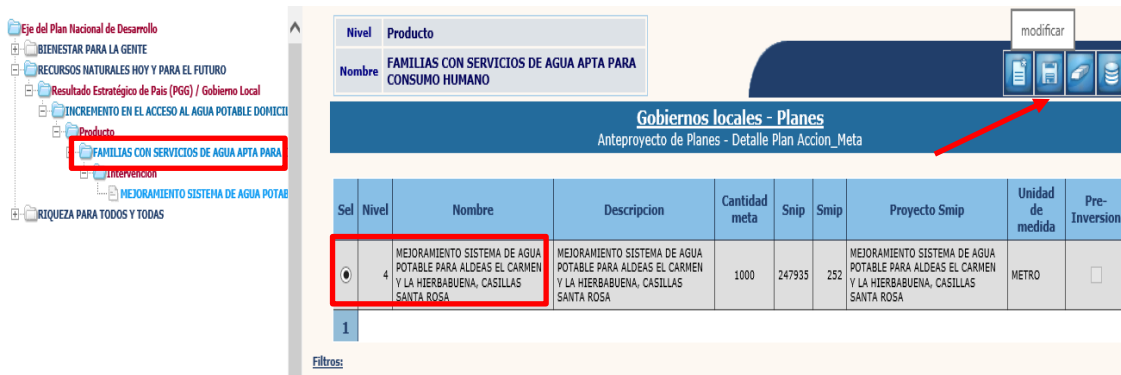 Eje del Plan Nacional de Desarrollo
BIENESTAR PARA LA GENTE
RECURSOS NATURALES HOY Y PARA EL FUTURO
Resultado Estratégico de Pais (PGG) / Gobierno Local
INCREMENTO EN EL ACCESO AL AGUA POTABLE DOMICIL
Producto
FAMILIAS CON SERVICIOS DE AGUA APTA PARA
Intervención
MEJORAMIENTO SISTEMA DE AGUA POTAB
RIQUEZA PARA TODOS Y TODAS
Nivel Producto
Nombre FAMILIAS CON SERVICIOS DE AGUA APTA PARA
CONSUMO HUMANO
modificar
Gobiernos locales - Planes
Anteproyecto de Planes - Detalle Plan Accion_Meta
Sel Nivel Nombre Descripcion Cantidad meta Snip Smip Proyecto Smip Unidad de medida Pre-Inversion
4
MEJORAMIENTO SISTEMA DE AGUA
POTABLE PARA ALDEAS EL CARMEN
Y LA HIERBABUENA, CASILLAS
SANTA ROSA
MEJORAMIENTO SISTEMA DE AGUA
POTABLE PARA ALDEAS EL CARMEN
Y LA HIERBABUENA, CASILLAS
SANTA ROSA
1000
247935
252
MEJORAMIENTO SISTEMA DE AGUA
POTABLE PARA ALDEAS EL CARMEN
Y LA HIERBABUENA, CASILLAS
SANTA ROSA
METRO
1
Filtros: